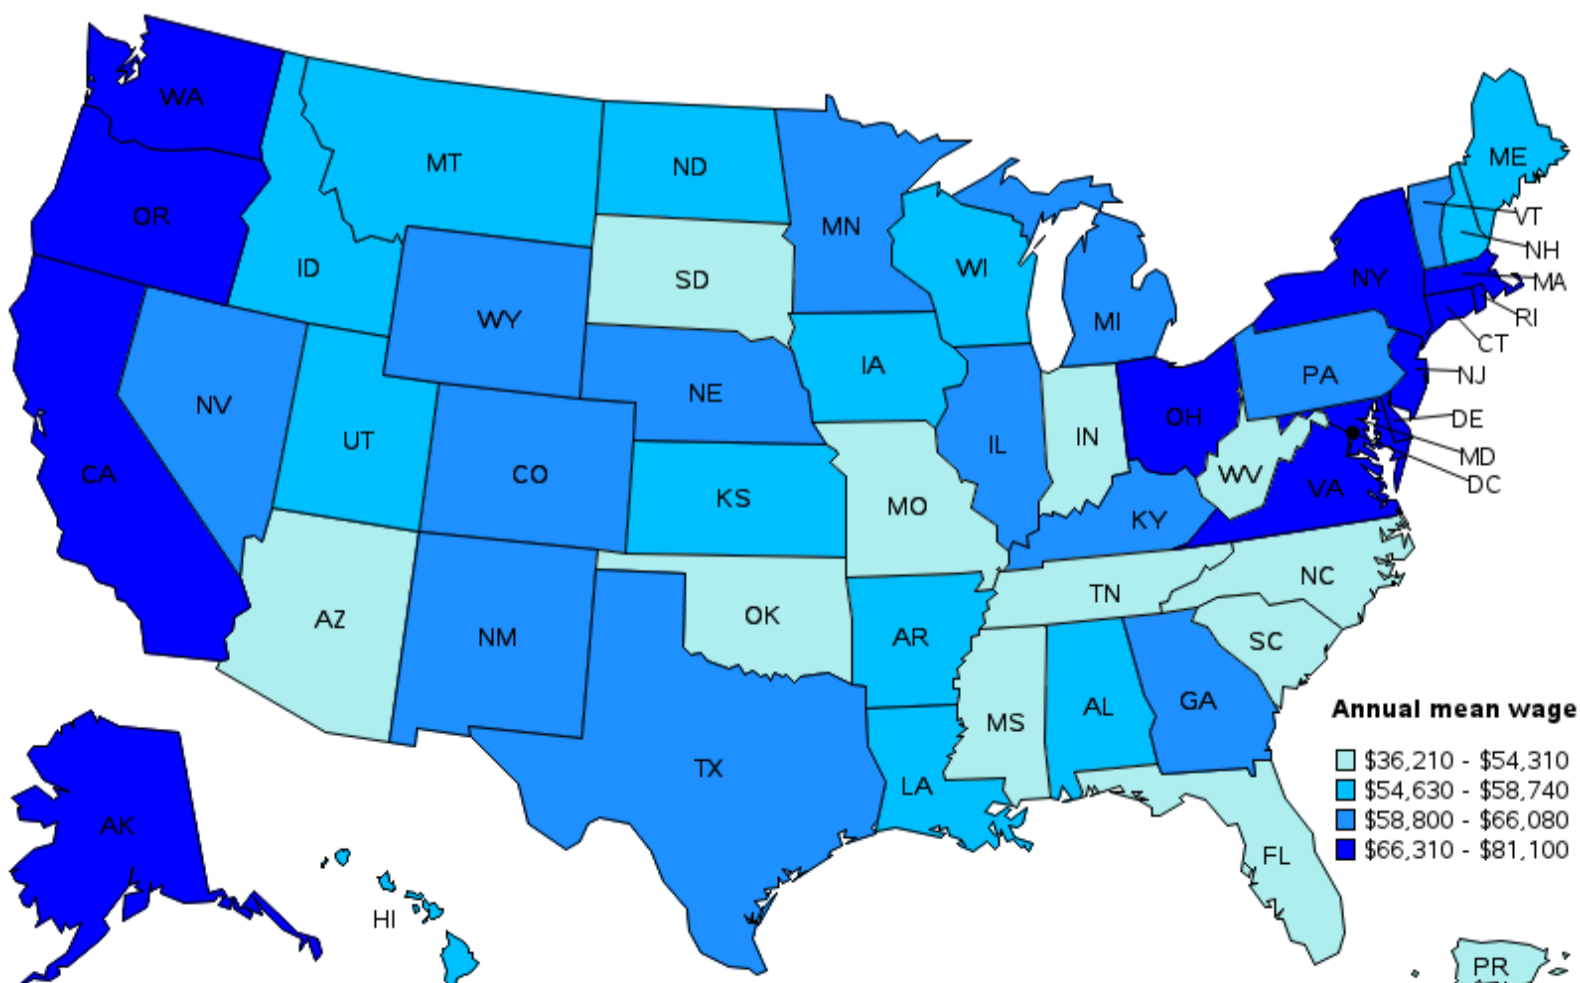 WA
MT
ND
ME
OR
MN
VT
ID
SD
WI
NH
NY
MA
WY
MI
RI
CT
IA
PA
NJ
NV
NE
OH
DE
UT
IL
IN
MD
CA
CO
KS
WV
VA
DC
MO
KY
AZ
NM
OK
AR
TN
NC
SC
TX
LA
MS
AL
GA
Annual mean wage
$36,210 - $54,310
$54,630 - $58,740
$58,800 - $66,080
$66,310 - $81,100
AK
FL
HI
PR